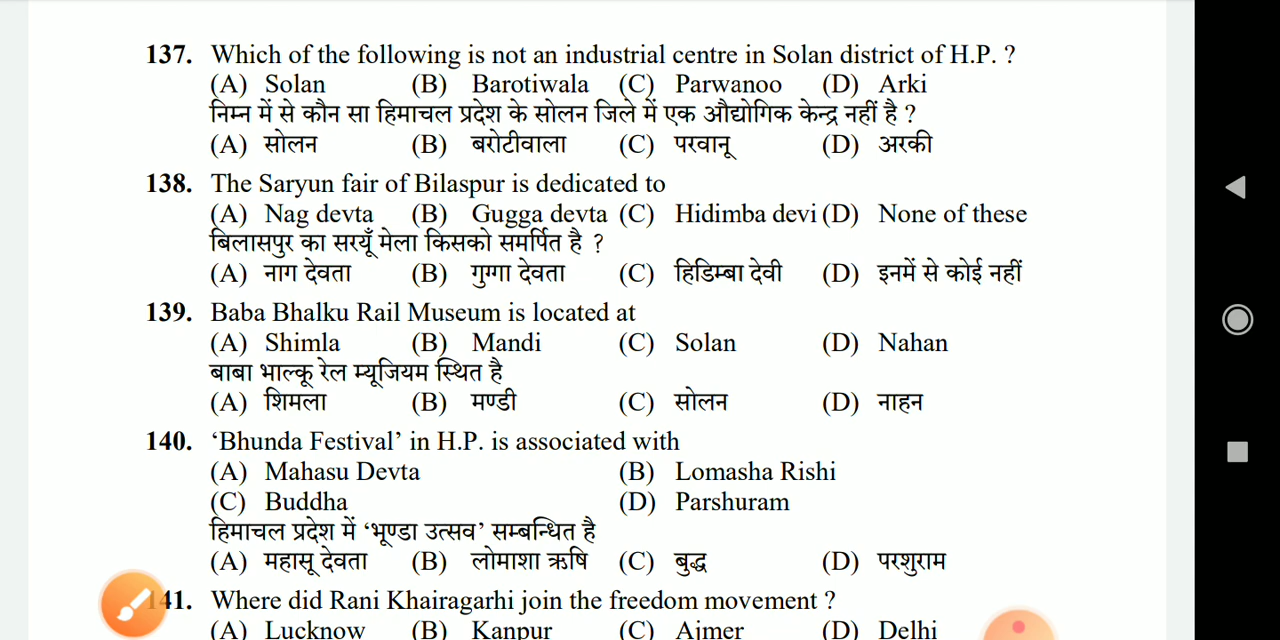 137. Which of the following is not an industrial centre in Solan district of H.P. ?
(A) Solan (B) Barotiwala (C) Parwanoo (D) Arki
निम्न में से कौन सा हिमाचल प्रदेश के सोलन जिले में एक औद्योगिक केन्द्र नहीं है ?
(A) सोलन (B) बरोटीवाला (C) परवानू (D) अरकी
138. The Saryun fair of Bilaspur is dedicated to
(A) Nag devta (B) Gugga devta (C) Hidimba devi (D) None of these
बिलासपुर का सरयूँ मेला किसको समर्पित है ?
(A) नाग देवता (B) गुग्गा देवता (C) हिडिम्बा देवी (D) इनमें से कोई नहीं
139. Baba Bhalku Rail Museum is located at
(A) Shimla (B) Mandi (C) Solan (D) Nahan
बाबा भाल्कू रेल म्यूजियम स्थित है
(A) शिमला (B) मण्डी (C) सोलन (D) नाहन
140. ‘Bhunda Festival’ in H.P. is associated with
(A) Mahasu Devta (B) Lomasha Rishi
(C) Buddha (D) Parshuram
हिमाचल प्रदेश में ‘भूण्डा उत्सव’ सम्बन्धित है
(A) महासू देवता (B) लोमाशा ऋषि (C) बुद्ध (D) परशुराम
141. Where did Rani Khairagarhi join the freedom movement ?
(A) Lucknow (B) Kanpur (C) Ajmer (D) Delhi